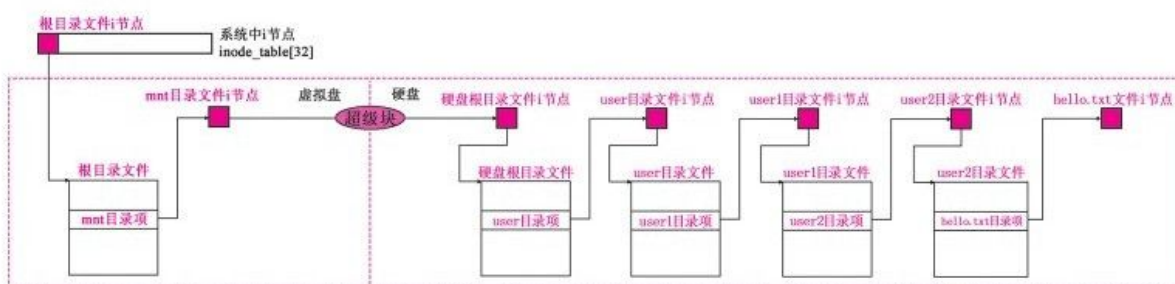 根目录文件i节点
系统中i节点
inode_table[32]
mnt目录文件i节点
虚拟盘
硬盘
硬盘根目录文件i节点
user目录文件i节点
user1目录文件i节点
user2目录文件i节点
hello.txt文件i节点
超级块
根目录文件
硬盘根目录文件
user目录文件
user1目录文件
user2目录文件
mnt目录项
user目录项
user1目录项
user2目录项
hello.txt目录项